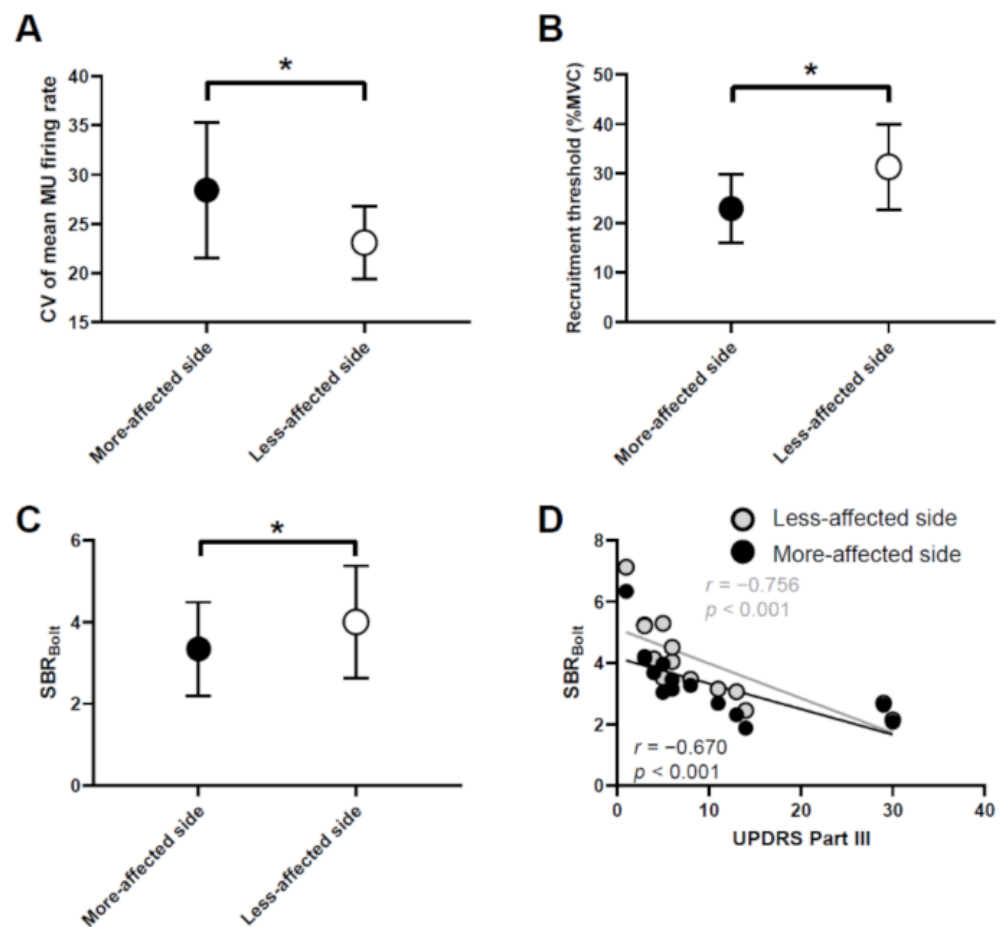 A
*
CV of mean MU firing rate
40
35
30
25
20
15
More-affected side
Less-affected side
B
*
Recruitment threshold (%MVC)
50
40
30
20
10
0
More-affected side
Less-affected side
C
*
SBRBolt
6
4
2
0
More-affected side
Less-affected side
D
Less-affected side
More-affected side
r = −0.756
p < 0.001
SBRBolt
8
6
4
2
0
r = −0.670
p < 0.001
0 10 20 30 40
UPDRS Part III